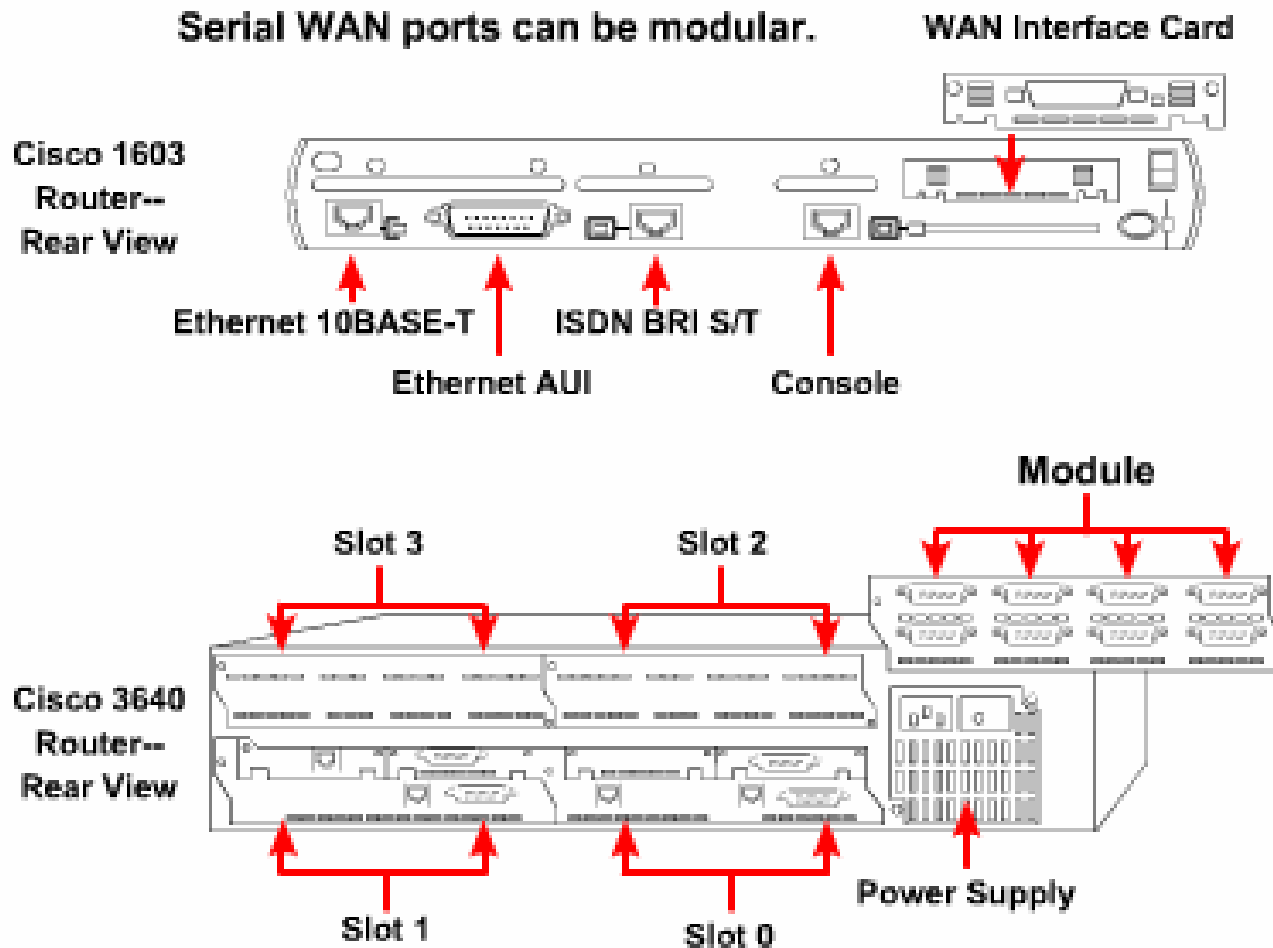 Serial WAN ports can be modular.
WAN Interface Card
Cisco 1603
Router--
Rear View
Ethernet 10BASE-T
ISDN BRI S/T
Ethernet AUI
Console
Module
Slot 3
Slot 2
Cisco 3640
Router--
Rear View
Power Supply
Slot 1
Slot 0